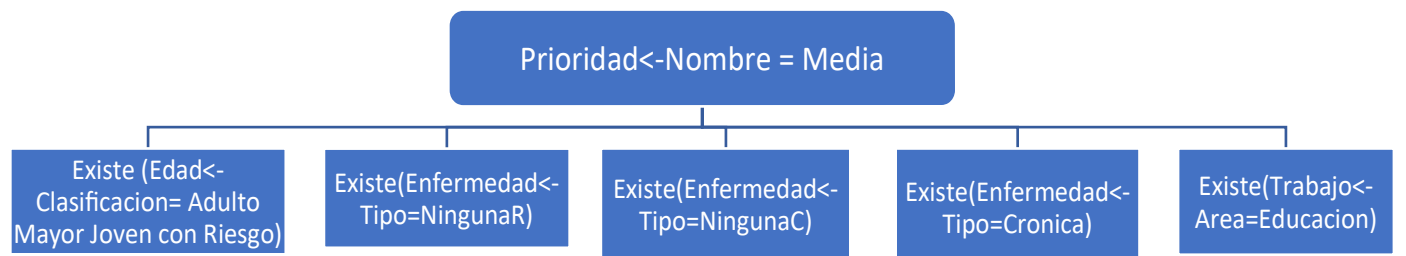 Prioridad<-Nombre = Media
Existe (Edad<-
Clasificacion= Adulto
Mayor Joven con Riesgo)
Existe(Enfermedad<-
Tipo=NingunaR)
Existe(Enfermedad<-
Tipo=NingunaC)
Existe(Enfermedad<-
Tipo=Cronica)
Existe(Trabajo<-
Area=Educacion)